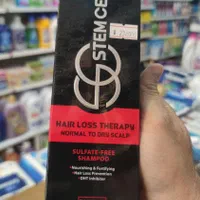 STEM CE
HAIR LOSS THERAPY
NORMAL TO DRY SCALP
SULFATE-FREE
SHAMPOO
-Nourishing & Fortifying
-Hair Loss Prevention
-DHT Inhibitor